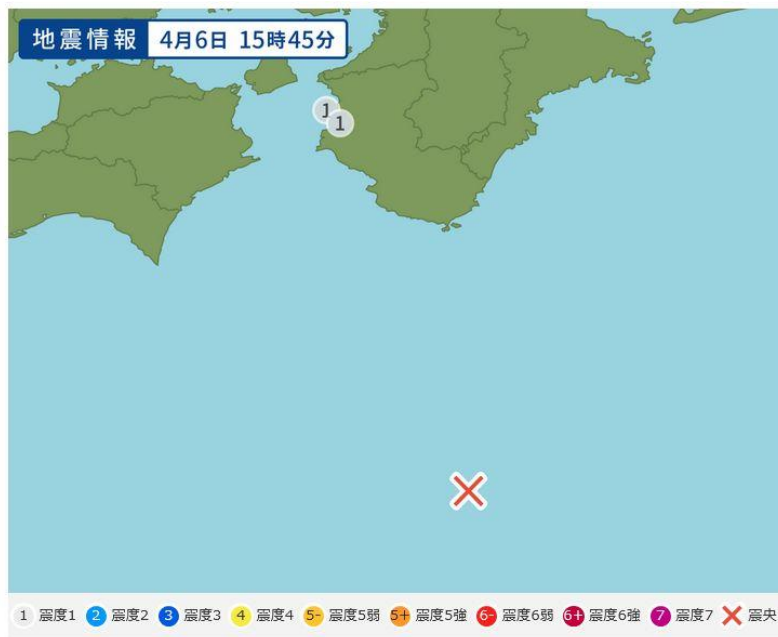 地震情報 4月6日 15時45分
1
1
1 震度1 2 震度2 3 震度3 4 震度4 5- 震度5弱 5+ 震度5強 6- 震度6弱 6+ 震度6強 7 震度7 震央